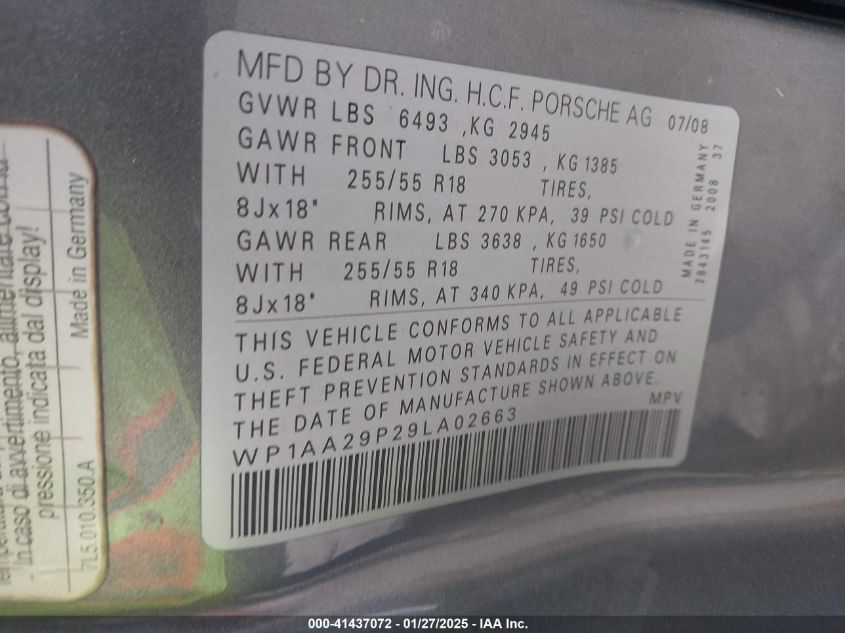 MFD BY DR. ING. H.C.F. PORSCHE AG 07/08
GVWR LBS 6493 ,KG 2945
GAWR FRONT LBS 3053 , KG 1385
WITH 255/55 R18 TIRES,
8Jx18" RIMS, AT 270 KPA, 39 PSI COLD
GAWR REAR LBS 3638 , KG 1650
WITH 255/55 R18 TIRES,
8Jx18" RIMS, AT 340 KPA, 49 PSI COLD
THIS VEHICLE CONFORMS TO ALL APPLICABLE
U.S. FEDERAL MOTOR VEHICLE SAFETY AND
THEFT PREVENTION STANDARDS IN EFFECT ON
THE DATE OF MANUFACTURE SHOWN ABOVE.
WP1AA29P29LA02663 MPV
MADE IN GERMANY
2843145 2008 37
- In caso di avvertimento, alimentare
pressione indicata dal display!
7L5.010.350.A Made in Germany
000-41437072 - 01/27/2025 - IAA Inc.